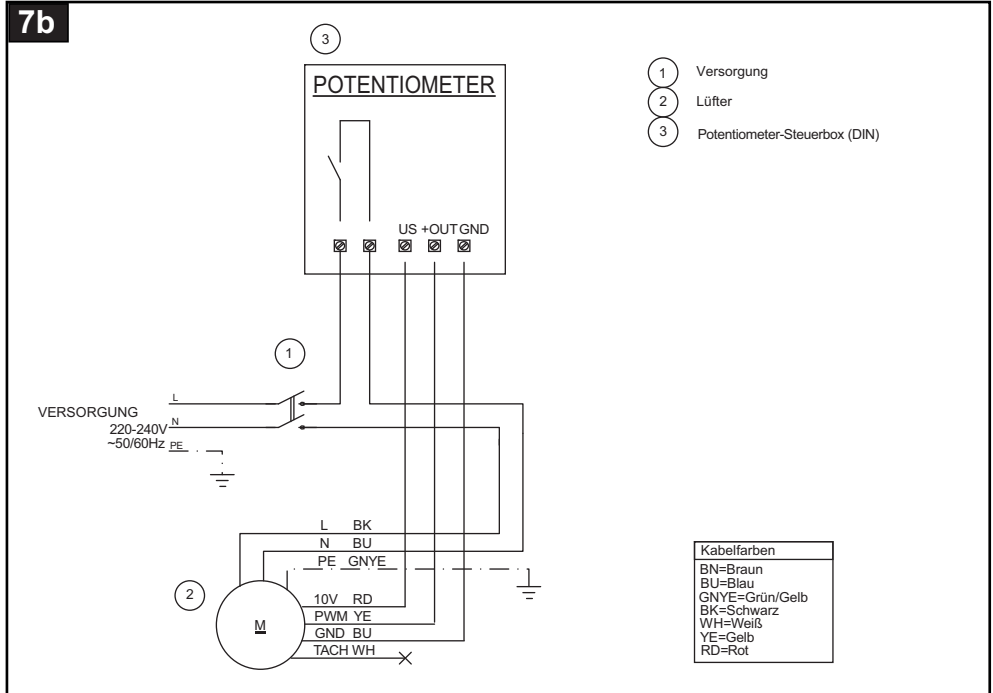 7b
3
POTENTIOMETER
US +OUT GND
1 Versorgung
2 Lüfter
3 Potentiometer-Steuerbox (DIN)
1
L
VERSORGUNG
N
220-240V
~50/60Hz PE
L BK
N BU
PE GNYE
2
10V RD
M
PWM YE
GND BU
TACH WH
Kabelfarben
BN=Braun
BU=Blau
GNYE=Grün/Gelb
BK=Schwarz
WH=Weiß
YE=Gelb
RD=Rot